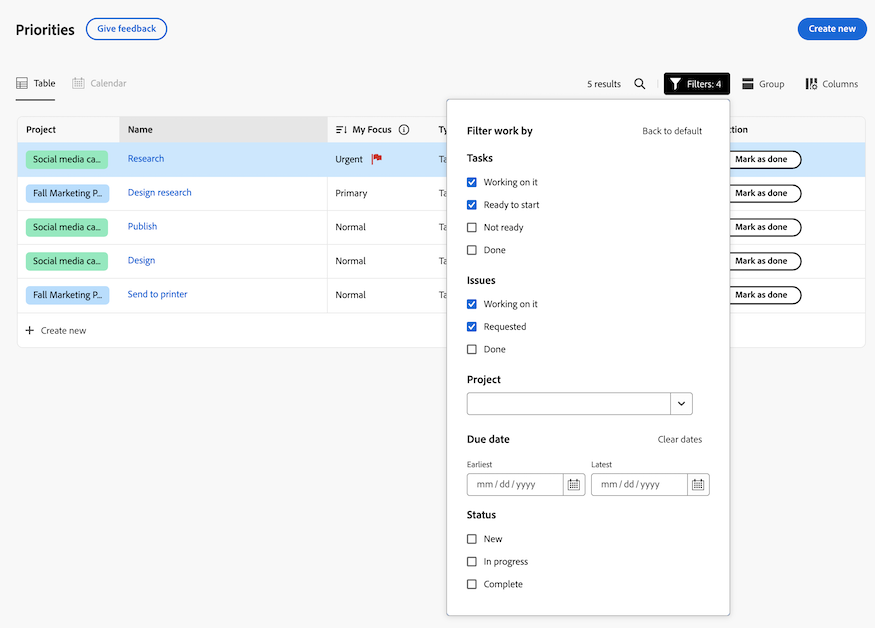 Priorities
Give feedback
Create new
Table
Calendar
5 results
Filters: 4
Group
Columns
Project
Name
My Focus
Ty
tion
Social media ca...
Research
Urgent
Ta
Mark as done
Fall Marketing P...
Design research
Primary
Ta
Mark as done
Social media ca...
Publish
Normal
Ta
Mark as done
Social media ca...
Design
Normal
Ta
Mark as done
Fall Marketing P...
Send to printer
Normal
Ta
Mark as done
Create new
Filter work by
Back to default
Tasks
Working on it
Ready to start
Not ready
Done
Issues
Working on it
Requested
Done
Project
Due date
Clear dates
Earliest
Latest
mm / dd / yyyy
mm / dd / yyyy
Status
New
In progress
Complete